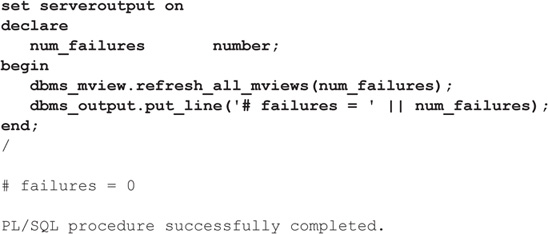 set serveroutput on
declare
num_failures number;
begin
dbms_mview.refresh_all_mviews(num_failures);
dbms_output.put_line('# failures = ' || num_failures);
end;
/
# failures = 0
PL/SQL procedure successfully completed.